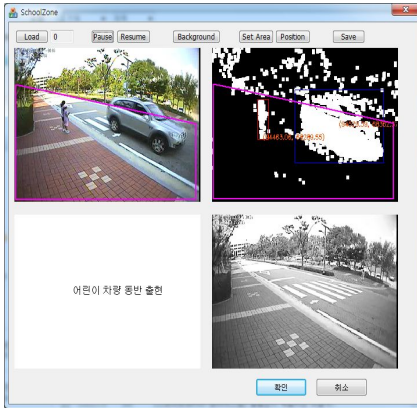 SchoolZone
Load 0 Pause Resume Background Set Area Position Save
어린이 차량 동반 출현
확인 취소